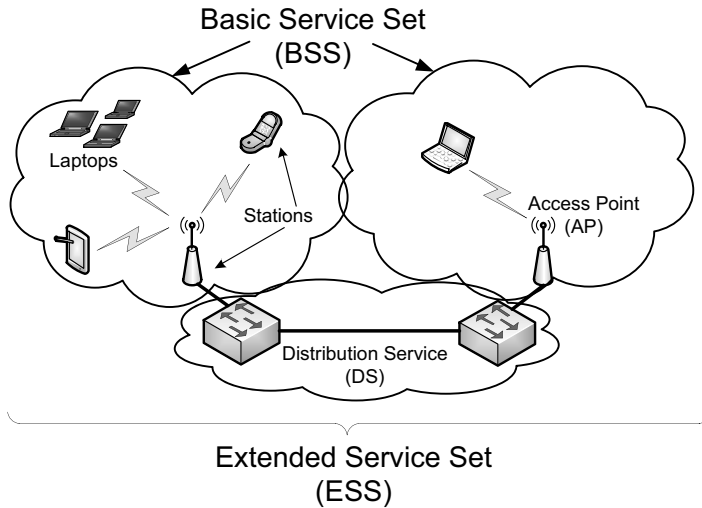 Basic Service Set
(BSS)
Laptops
Stations
Access Point
(AP)
Distribution Service
(DS)
Extended Service Set
(ESS)